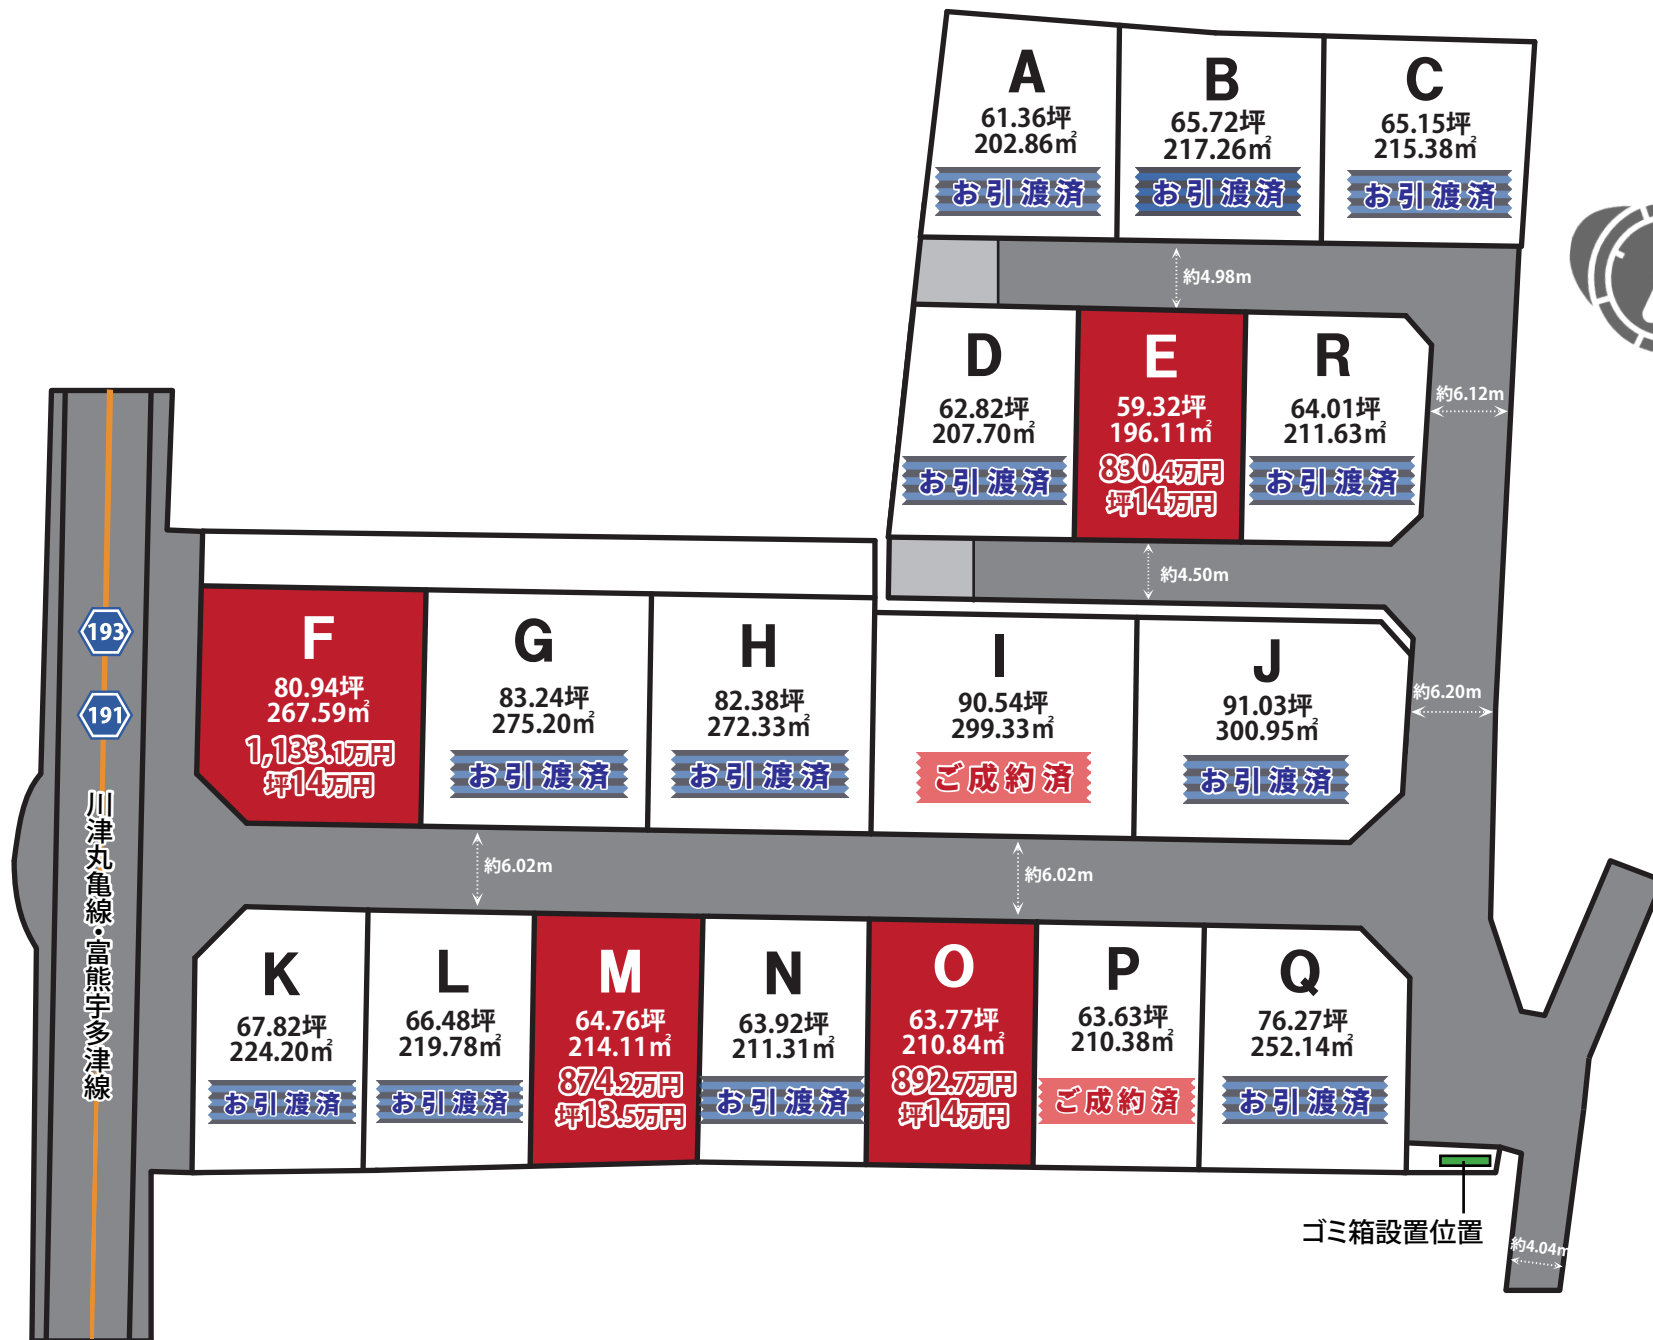 A
61.36坪
202.86㎡
お引渡済
B
65.72坪
217.26㎡
お引渡済
C
65.15坪
215.38㎡
お引渡済
約4.98m
D
62.82坪
207.70㎡
お引渡済
E
59.32坪
196.11㎡
830.4万円
坪14万円
R
64.01坪
211.63㎡
お引渡済
約6.12m
約4.50m
193
191
川津丸亀線・富熊宇多津線
F
80.94坪
267.59㎡
1,133.1万円
坪14万円
G
83.24坪
275.20㎡
お引渡済
H
82.38坪
272.33㎡
お引渡済
I
90.54坪
299.33㎡
ご成約済
J
91.03坪
300.95㎡
お引渡済
約6.20m
約6.02m
約6.02m
K
67.82坪
224.20㎡
お引渡済
L
66.48坪
219.78㎡
お引渡済
M
64.76坪
214.11㎡
874.2万円
坪13.5万円
N
63.92坪
211.31㎡
お引渡済
O
63.77坪
210.84㎡
892.7万円
坪14万円
P
63.63坪
210.38㎡
ご成約済
Q
76.27坪
252.14㎡
お引渡済
ゴミ箱設置位置
約4.04m